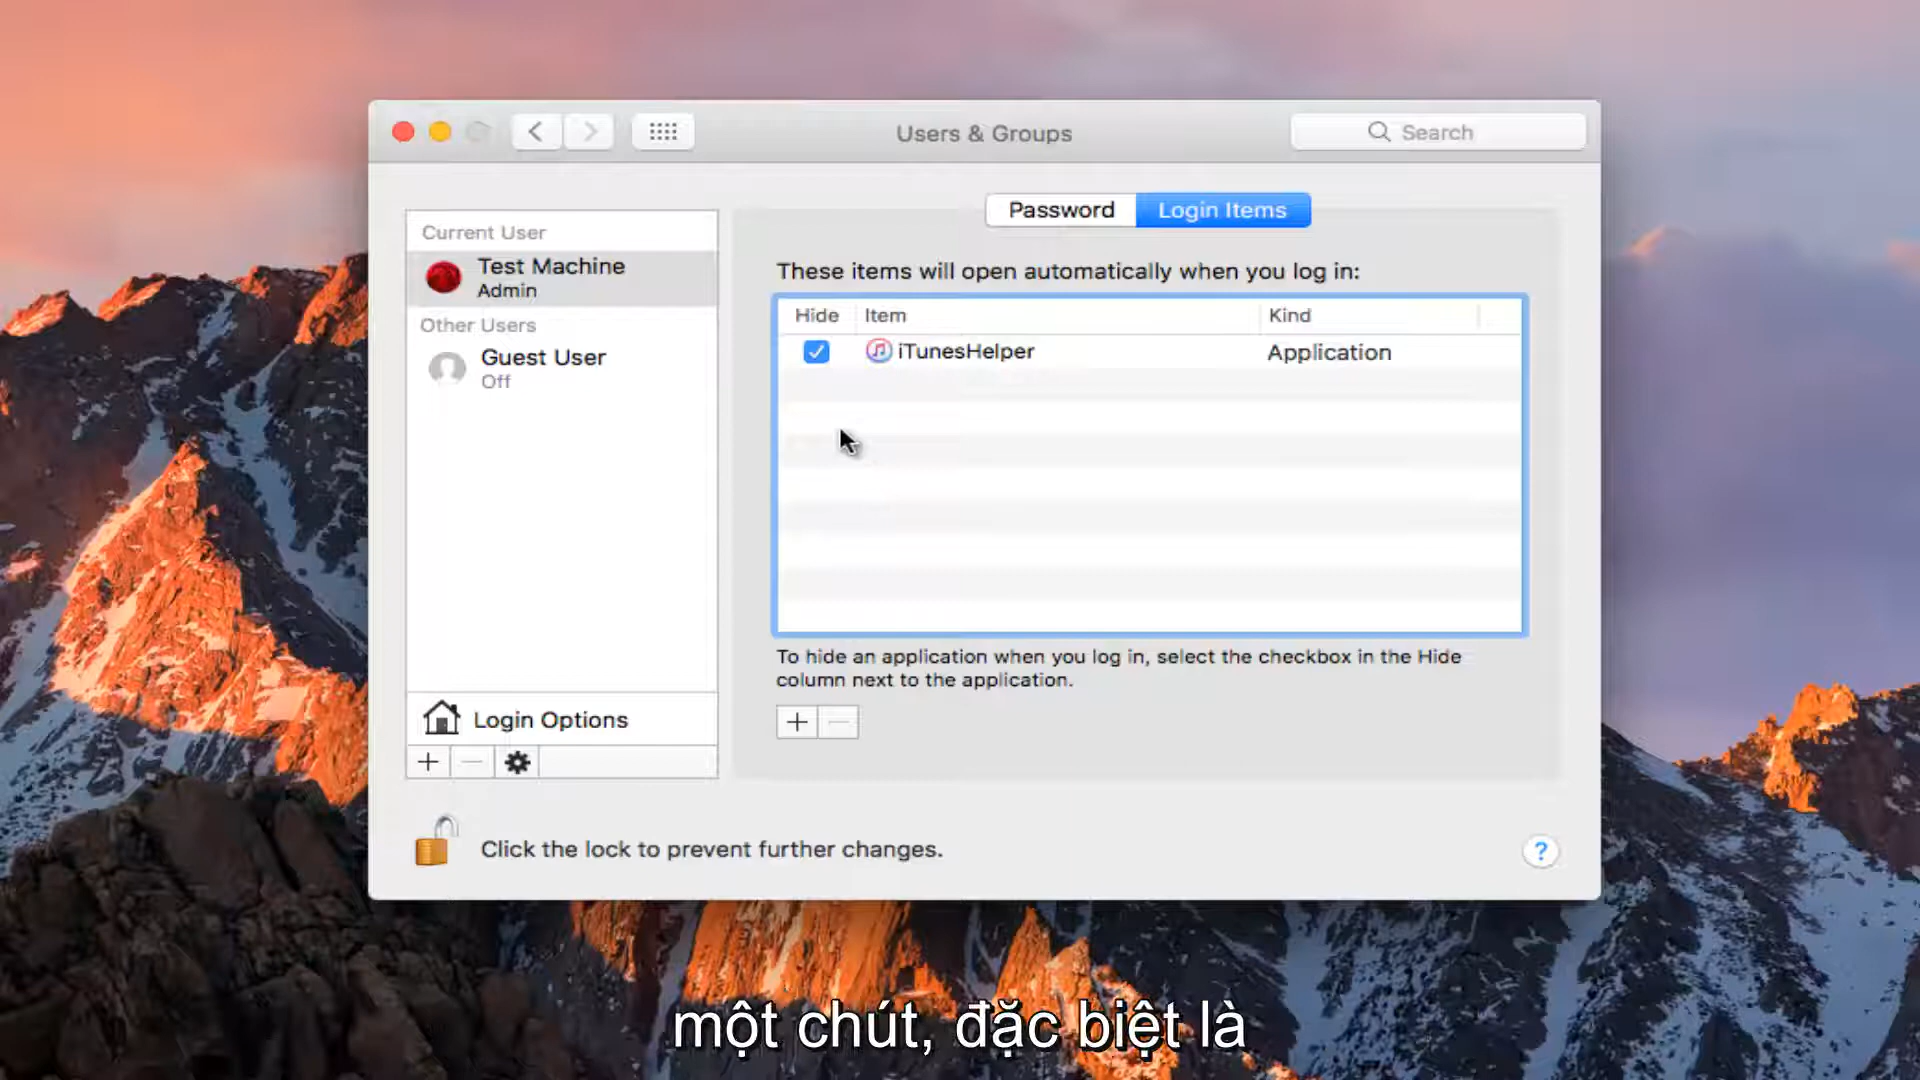 Users & Groups
Search
Password
Login Items
Current User
Test Machine
Admin
Other Users
Guest User
Off
Login Options
These items will open automatically when you log in:
Hide Item Kind
iTunesHelper Application
To hide an application when you log in, select the checkbox in the Hide
column next to the application.
Click the lock to prevent further changes.
?
một chút, đặc biệt là